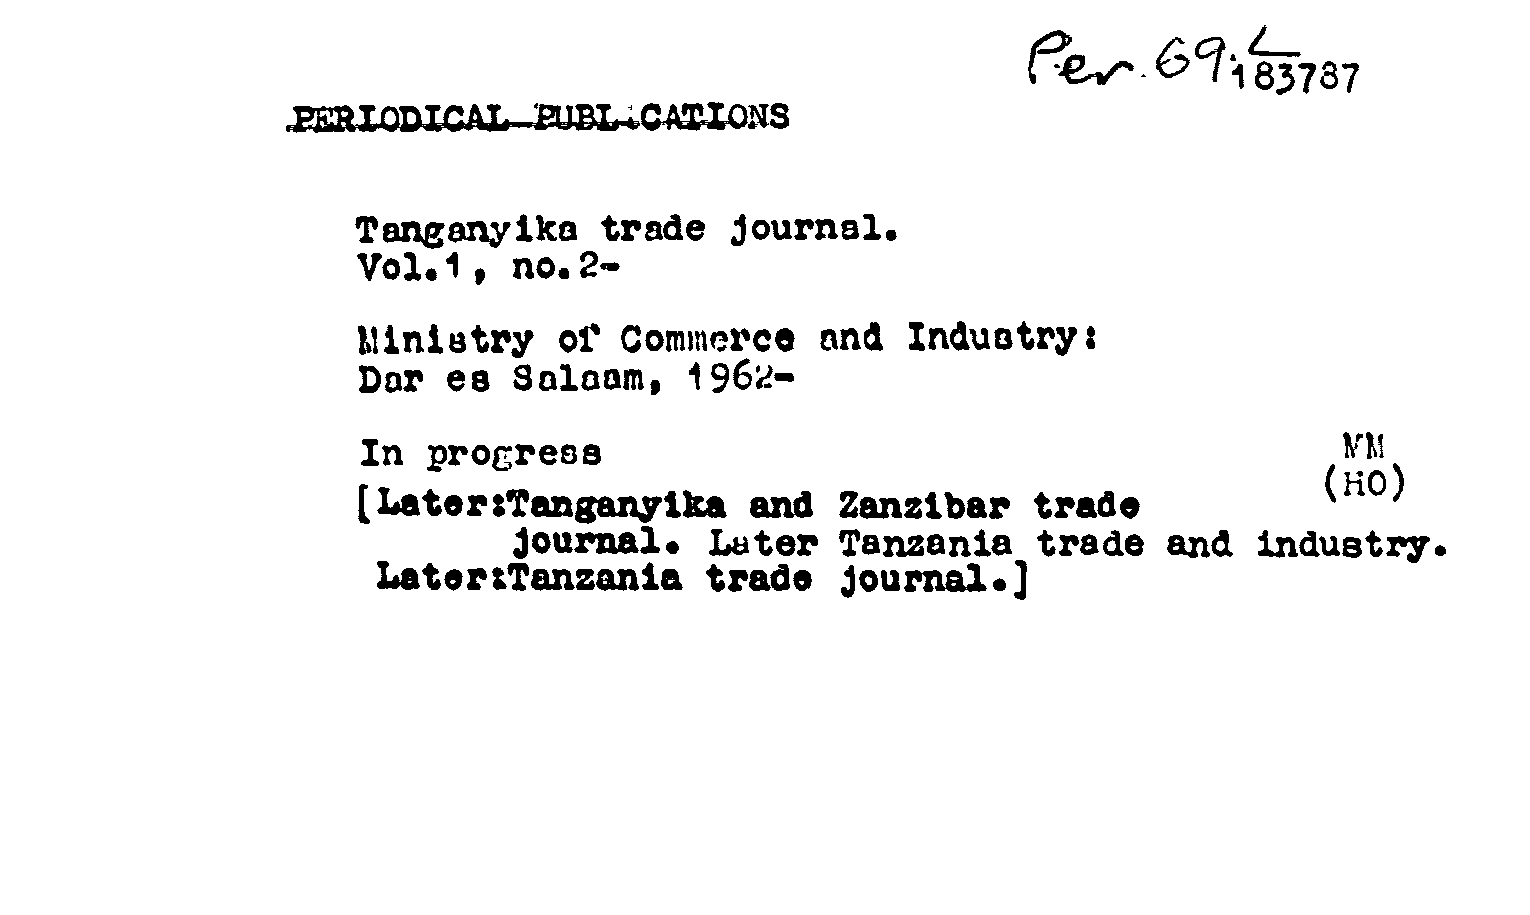 Per. 69. L
183787
PERIODICAL PUBLICATIONS
Tanganyika trade journal.
Vol.1, no.2-
Ministry of Commerce and Industry:
Dar es Salaam, 1962-
In progress
NM
(HO)
[Later:Tanganyika and Zanzibar trade
journal. Later Tanzania trade and industry.
Later:Tanzania trade journal.]